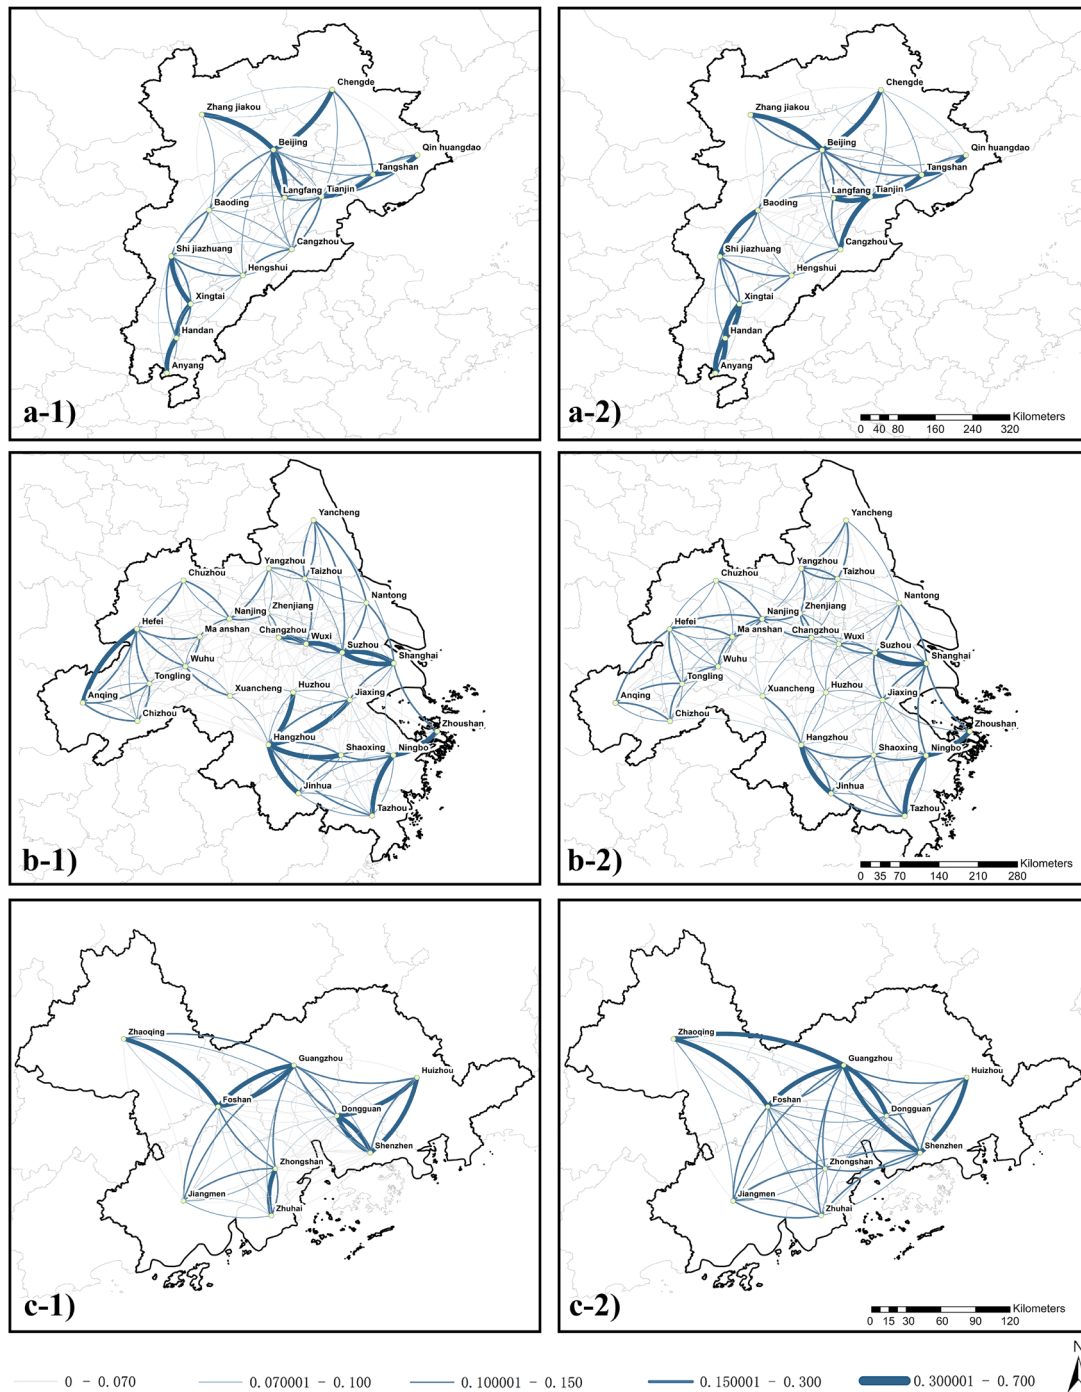 Chengde
Zhang jiakou
Beijing
Qin huangdao
Tangshan
Langfang Tianjin
Baoding
Shi jiazhuang
Cangzhou
Hengshui
Xingtai
Handan
Anyang
a-1)
Chengde
Zhang jiakou
Beijing
Qin huangdao
Tangshan
Langfang Tianjin
Baoding
Cangzhou
Shi jiazhuang
Hengshui
Xingtai
Handan
Anyang
a-2)
Kilometers
0 40 80 160 240 320
Yancheng
Yangzhou
Taizhou
Chuzhou
Nantong
Zhenjiang
Nanjing
Hefei
Ma anshan
Changzhou
Wuxi
Suzhou
Shanghai
Wuhu
Tongling
Xuancheng
Huzhou
Jiaxing
Anqing
Chizhou
Zhoushan
Hangzhou
Shaoxing
Ningbo
Jinhua
Tazhou
b-1)
Yancheng
Yangzhou
Taizhou
Chuzhou
Nantong
Nanjing
Zhenjiang
Hefei
Ma anshan
Changzhou
Wuxi
Suzhou
Shanghai
Wuhu
Tongling
Xuancheng
Huzhou
Jiaxing
Anqing
Chizhou
Zhoushan
Hangzhou
Shaoxing
Ningbo
Jinhua
Tazhou
b-2)
Kilometers
0 35 70 140 210 280
Zhaoqing
Guangzhou
Huizhou
Foshan
Dongguan
Shenzhen
Zhongshan
Jiangmen
Zhuhai
c-1)
Zhaoqing
Guangzhou
Huizhou
Foshan
Dongguan
Shenzhen
Zhongshan
Jiangmen
Zhuhai
c-2)
Kilometers
0 15 30 60 90 120
N
0 - 0.070 0.070001 - 0.100 0.100001 - 0.150 0.150001 - 0.300 0.300001 - 0.700